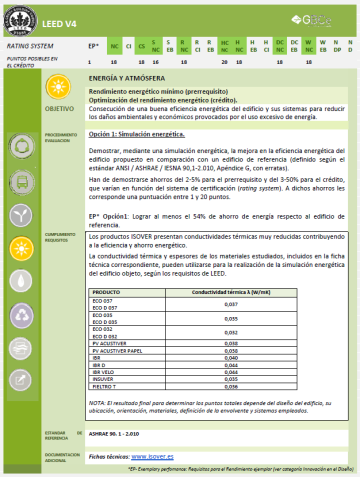 LEED V4
RATING SYSTEM EP* NC CI CS S NC S EB R NC R CI R EB HC NC H NC H CI H EB DC NC DC EB W NC W EB N DP N D
PUNTOS POSIBLES EN EL CRÉDITO 1 18 18 16 18 20 18 18 18
ENERGÍA Y ATMÓSFERA
OBJETIVO
Rendimiento energético mínimo (prerrequisito)
Optimización del rendimiento energético (crédito).
Consecución de una buena eficiencia energética del edificio y sus sistemas para reducir
los daños ambientales y económicos provocados por el uso excesivo de energía.
PROCEDIMIENTO
EVALUACION
Opción 1: Simulación energética.
Demostrar, mediante una simulación energética, la mejora en la eficiencia energética del
edificio propuesto en comparación con el edificio de referencia (definido según el
estándar ANSI / ASHRAE / IESNA 90,1-2.010, Apéndice G, con erratas).
Han de demostrarse ahorros del 2-5% para el prerrequisito y del 3-50% para el crédito,
que varían en función del sistema de certificación (rating system). A dichos ahorros les
corresponde una puntuación entre 1 y 20 puntos.
EP* Opción1: Lograr al menos el 54% de ahorro de energía respecto al edificio de
referencia.
CUMPLIMIENTO
REQUISITOS
Los productos ISOVER presentan conductividades térmicas muy reducidas contribuyendo
a la eficiencia y ahorro energético.
La conductividad térmica y espesores de los materiales estudiados, incluidos en la ficha
técnica correspondiente, pueden utilizarse para la realización de la simulación energética
del edificio objeto, según los requisitos de LEED.
PRODUCTO Conductividad térmica λ (W/mK)
ECO 037
ECO D 037 0,037
ECO 035
ECO D 035 0,035
ECO 032
ECO D 032 0,032
PV ACUSTIVER 0,038
PV ACUSTIVER PAPEL 0,038
IBR 0,040
IBR D 0,044
IBR VELO 0,044
INSUVER 0,035
FIELTRO T 0,036
NOTA: El resultado final para determinar los puntos totales depende del diseño del edificio, su
ubicación, orientación, materiales, definición de la envolvente y sistemas empleados.
ESTANDAR DE
REFERENCIA
ASHRAE 90. 1 - 2.010
DOCUMENTACION
ADICIONAL
Fichas técnicas: www.isover.es
*EP- Exemplary perfomance: Requisitos para el Rendimiento ejemplar (ver categoría Innovación en el Diseño)